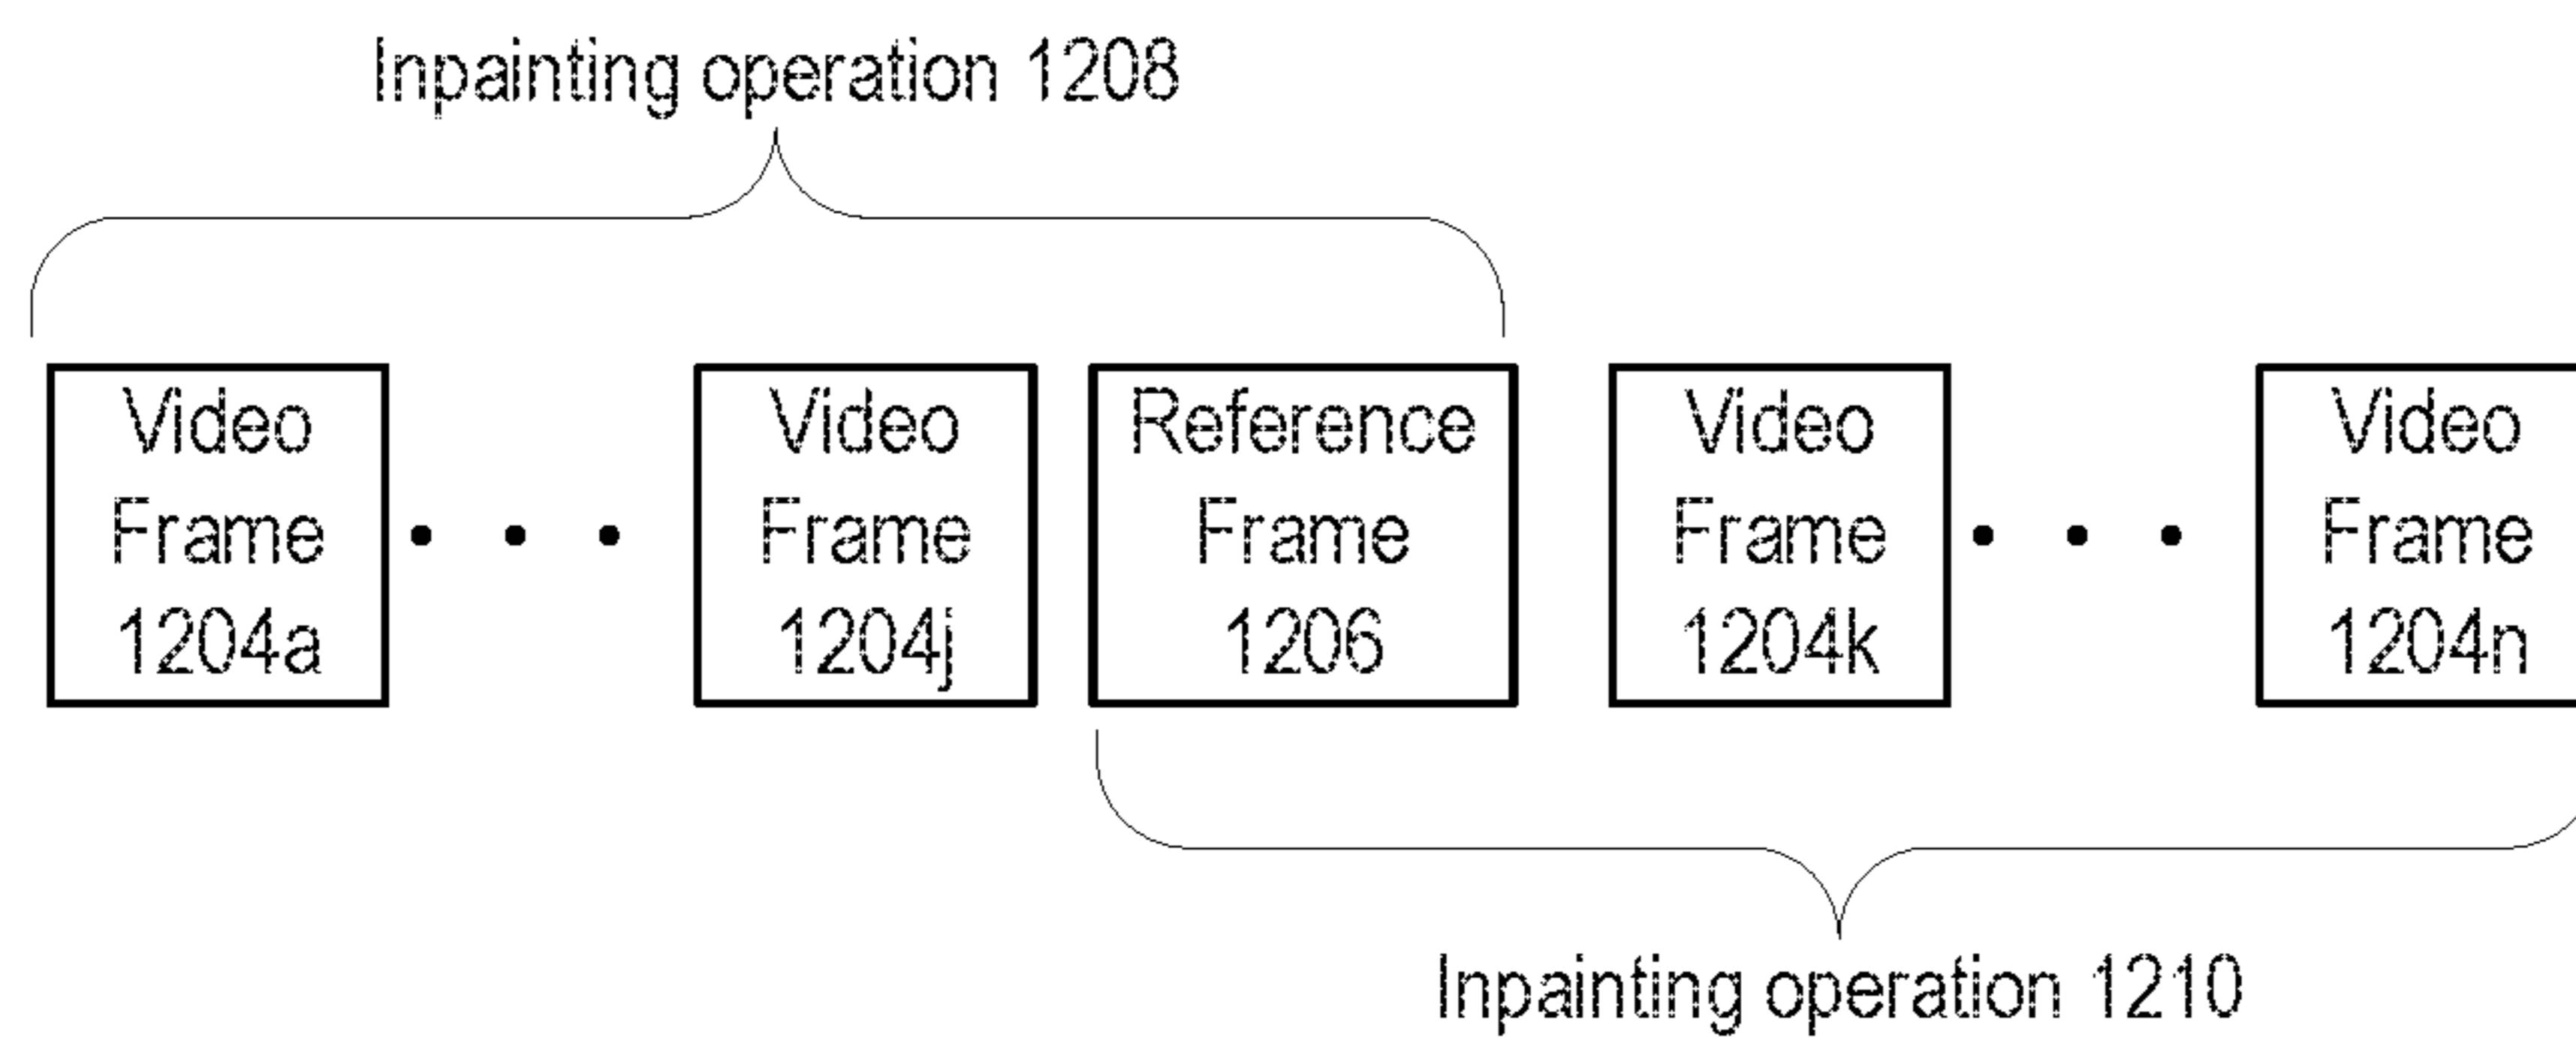 Inpainting operation 1208
Video
Frame
1204a
Video
Frame
1204j
Reference
Frame
1206
Video
Frame
1204k
Video
Frame
1204n
Inpainting operation 1210